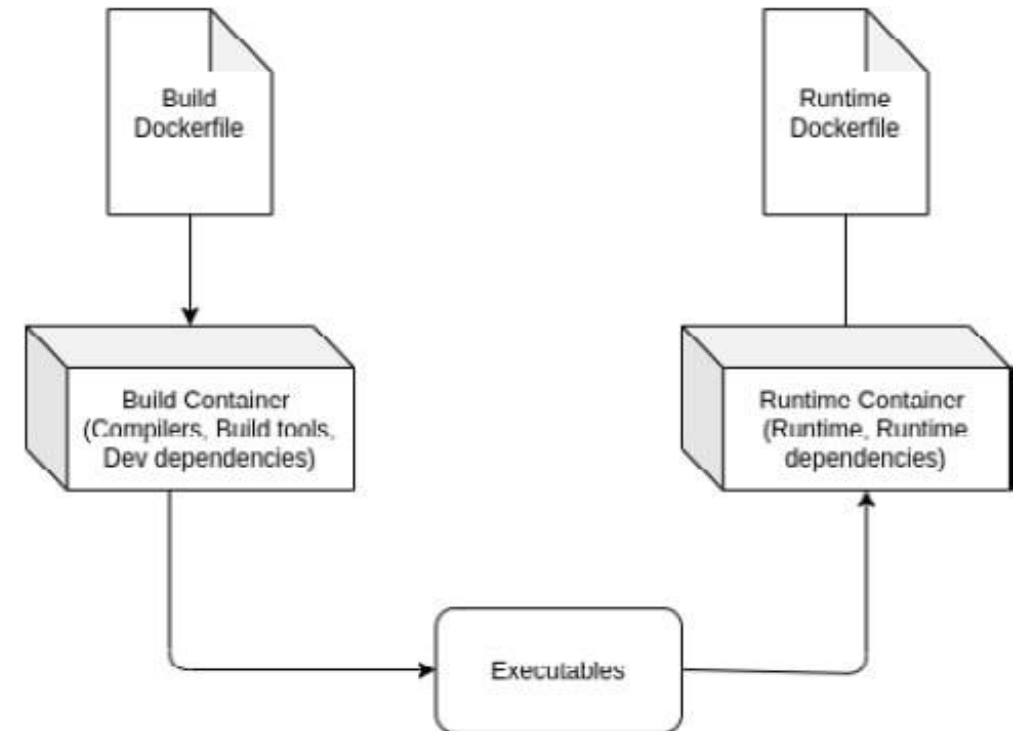 Build
Dockerfile
Runtime
Dockerfile
Build Container
(Compilers, Build tools,
Dev dependencies)
Runtime Container
(Runtime, Runtime
dependencies)
Executables